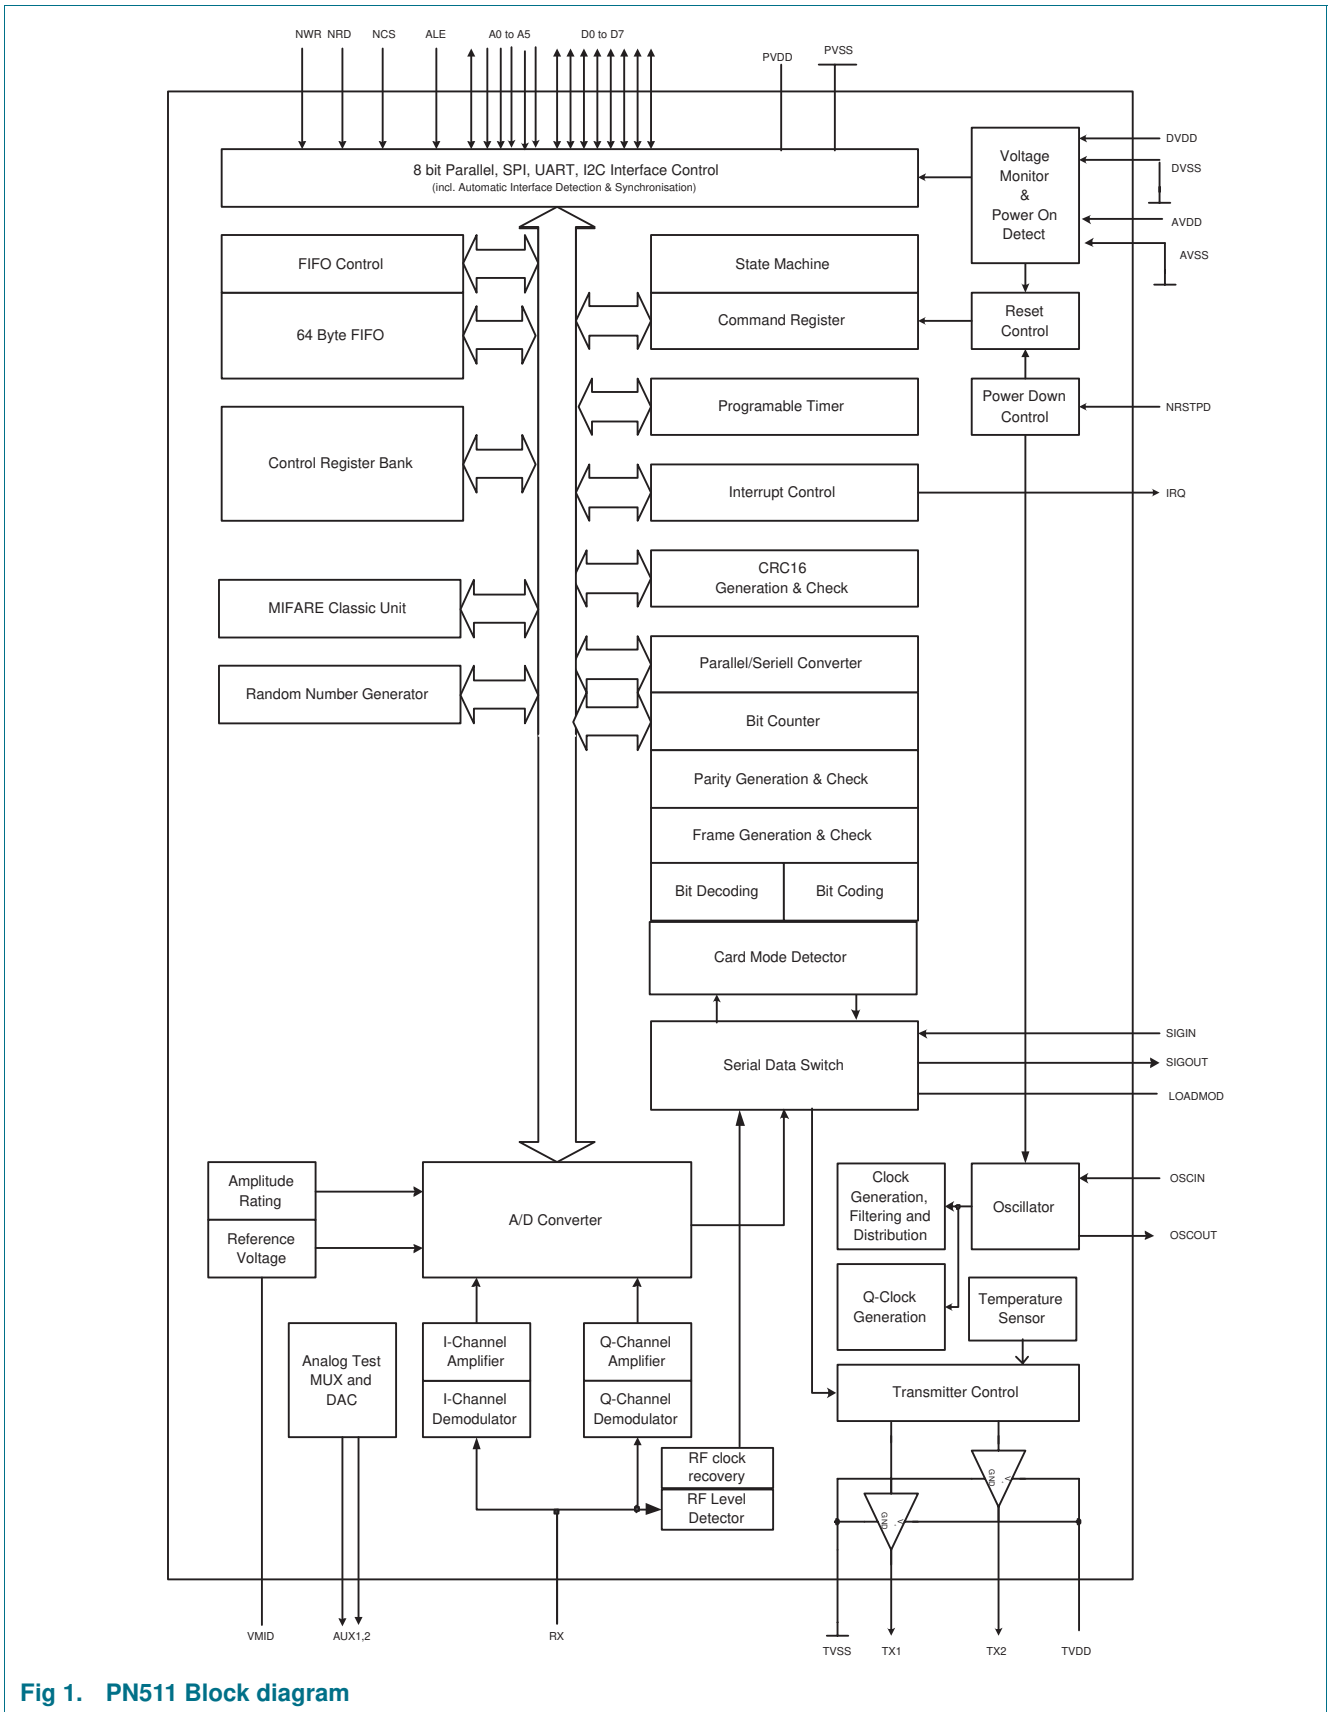 NWR NRD NCS ALE A0 to A5 D0 to D7
PVDD
PVSS
8 bit Parallel, SPI, UART, I2C Interface Control
(incl. Automatic Interface Detection & Synchronisation)
Voltage
Monitor
&
Power On
Detect
DVDD
DVSS
AVDD
AVSS
FIFO Control
64 Byte FIFO
State Machine
Command Register
Reset
Control
Control Register Bank
Programable Timer
Power Down
Control
NRSTPD
Interrupt Control
IRQ
CRC16
Generation & Check
MIFARE Classic Unit
Random Number Generator
Parallel/Seriell Converter
Bit Counter
Parity Generation & Check
Frame Generation & Check
Bit Decoding
Bit Coding
Card Mode Detector
Serial Data Switch
SIGIN
SIGOUT
LOADMOD
Amplitude
Rating
Reference
Voltage
A/D Converter
Clock
Generation,
Filtering and
Distribution
Oscillator
OSCIN
OSCOUT
Q-Clock
Generation
Temperature
Sensor
Analog Test
MUX and
DAC
I-Channel
Amplifier
I-Channel
Demodulator
Q-Channel
Amplifier
Q-Channel
Demodulator
Transmitter Control
RF clock
recovery
RF Level
Detector
GND
V-
GND
V-
VMID
AUX1,2
RX
TVSS
TX1
TX2
TVDD
Fig 1. PN511 Block diagram